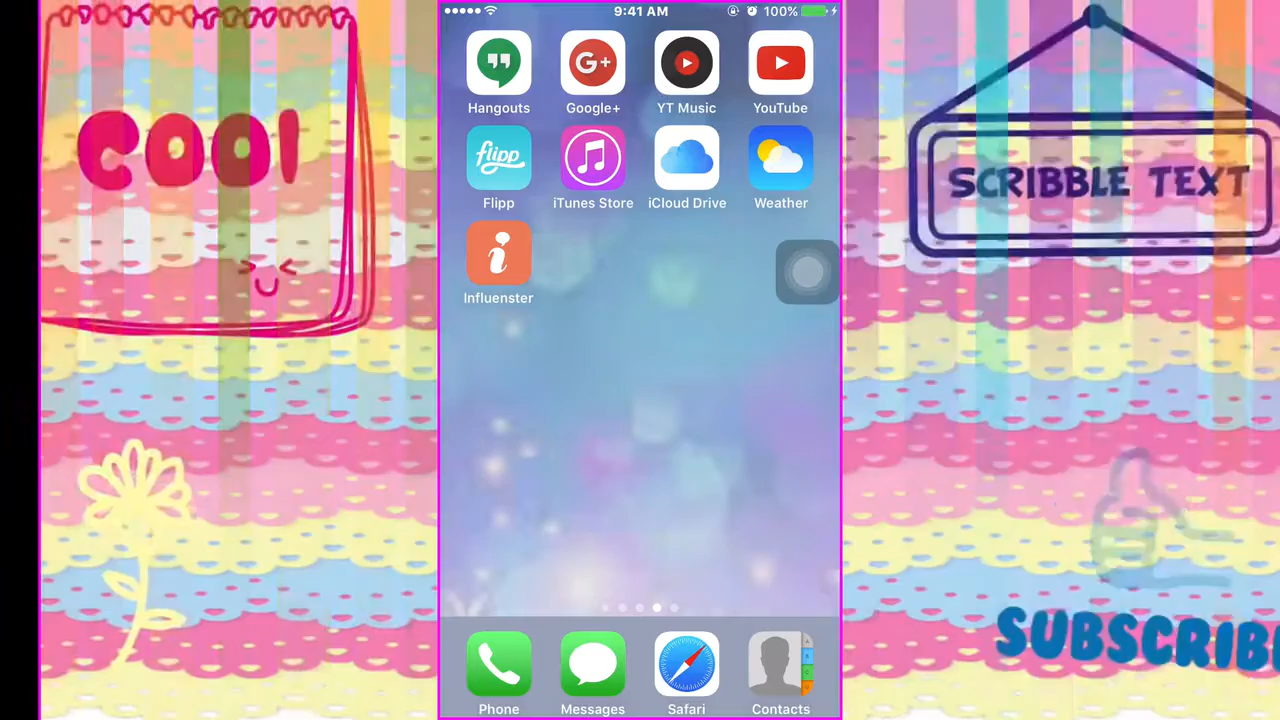 9:41 AM
100%
Hangouts
Google+
YT Music
YouTube
flipp
Flipp
iTunes Store
iCloud Drive
Weather
Influenster
Phone
Messages
Safari
Contacts
COOL
SCRIBBLE TEXT
SUBSCRIBE